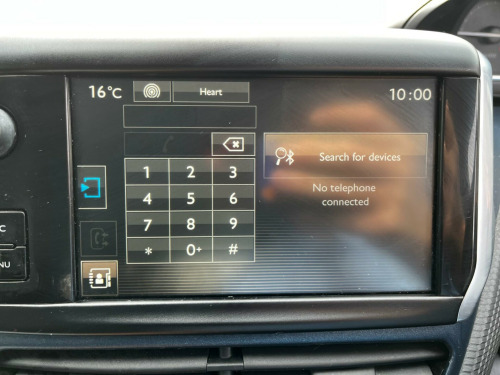 16°C
Heart
10:00
Search for devices
No telephone
connected
1 2 3
4 5 6
7 8 9
* 0+ #
C
NU